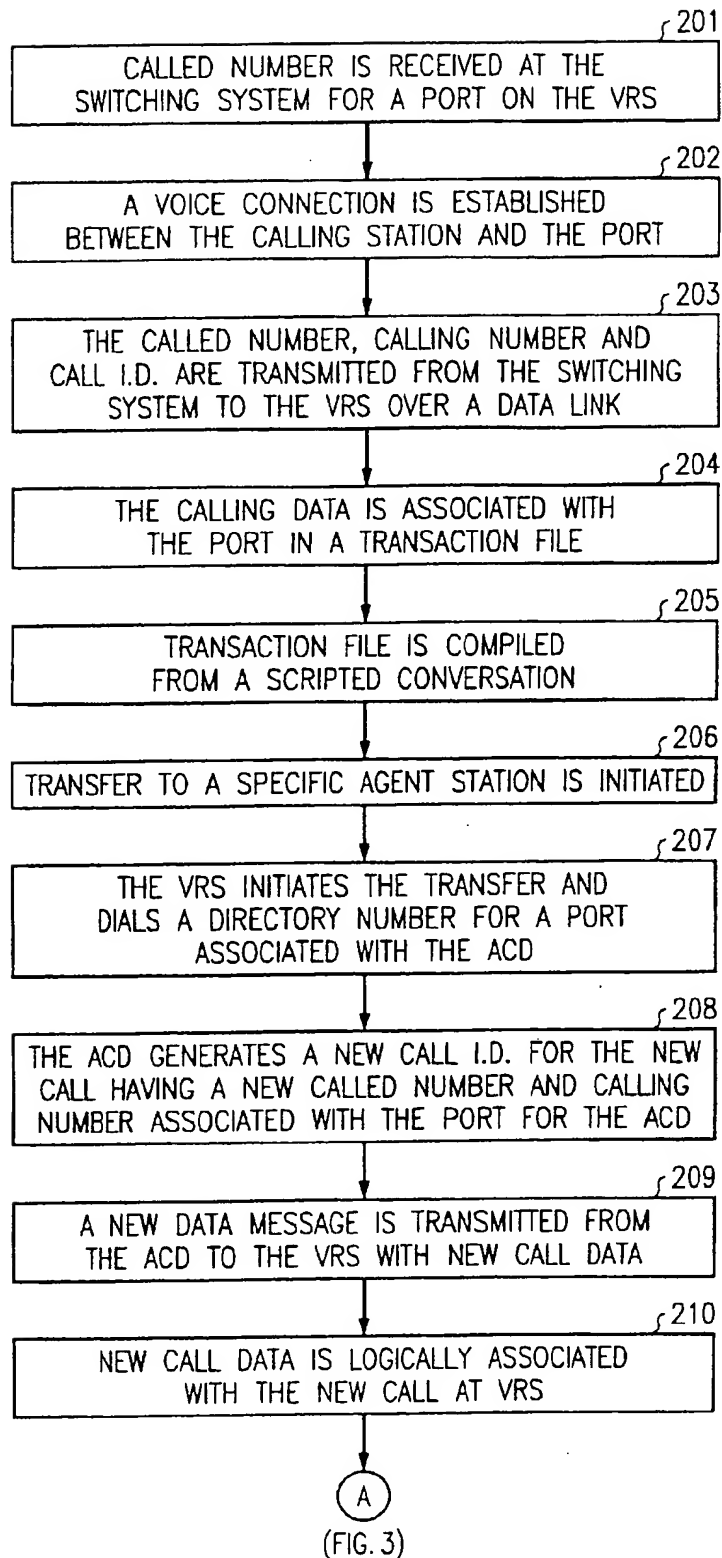 201
CALLED NUMBER IS RECEIVED AT THE
SWITCHING SYSTEM FOR A PORT ON THE VRS
202
A VOICE CONNECTION IS ESTABLISHED
BETWEEN THE CALLING STATION AND THE PORT
203
THE CALLED NUMBER, CALLING NUMBER AND
CALL I.D. ARE TRANSMITTED FROM THE SWITCHING
SYSTEM TO THE VRS OVER A DATA LINK
204
THE CALLING DATA IS ASSOCIATED WITH
THE PORT IN A TRANSACTION FILE
205
TRANSACTION FILE IS COMPILED
FROM A SCRIPTED CONVERSATION
206
TRANSFER TO A SPECIFIC AGENT STATION IS INITIATED
207
THE VRS INITIATES THE TRANSFER AND
DIALS A DIRECTORY NUMBER FOR A PORT
ASSOCIATED WITH THE ACD
208
THE ACD GENERATES A NEW CALL I.D. FOR THE NEW
CALL HAVING A NEW CALLED NUMBER AND CALLING
NUMBER ASSOCIATED WITH THE PORT FOR THE ACD
209
A NEW DATA MESSAGE IS TRANSMITTED FROM
THE ACD TO THE VRS WITH NEW CALL DATA
210
NEW CALL DATA IS LOGICALLY ASSOCIATED
WITH THE NEW CALL AT VRS
A
(FIG. 3)